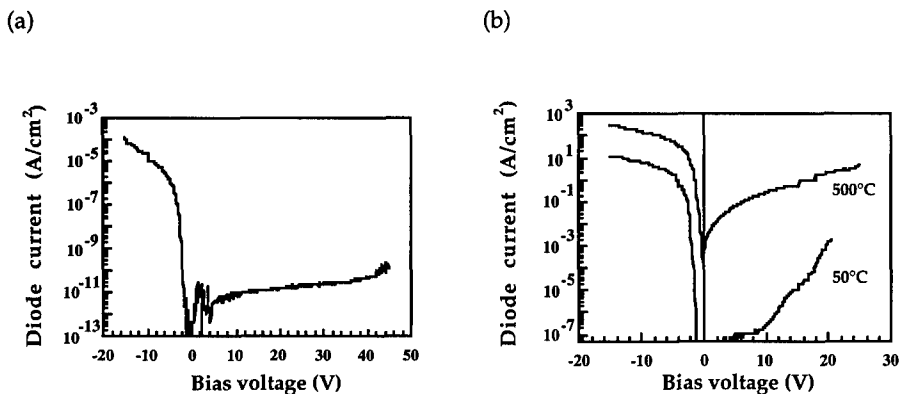 (a)
Diode current (A/cm²)
10⁻³
10⁻⁵
10⁻⁷
10⁻⁹
10⁻¹¹
10⁻¹³
-20 -10 0 10 20 30 40 50
Bias voltage (V)
(b)
Diode current (A/cm²)
10³
10¹
10⁻¹
10⁻³
10⁻⁵
10⁻⁷
500°C
50°C
-20 -10 0 10 20 30
Bias voltage (V)